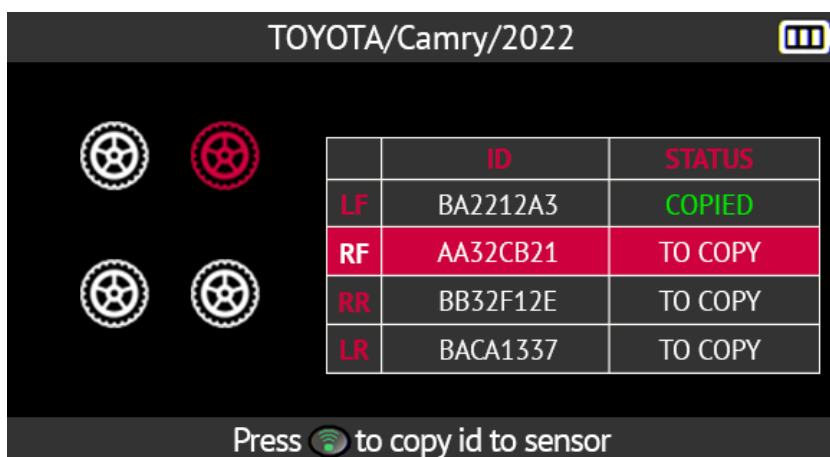 TOYOTA/Camry/2022
ID STATUS
LF BA2212A3 COPIED
RF AA32CB21 TO COPY
RR BB32F12E TO COPY
LR BACA1337 TO COPY
Press to copy id to sensor